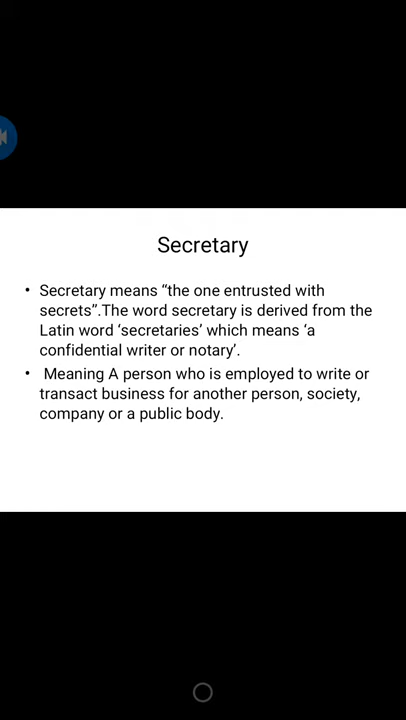 Secretary
• Secretary means “the one entrusted with
secrets”.The word secretary is derived from the
Latin word ‘secretaries’ which means ‘a
confidential writer or notary’.
• Meaning A person who is employed to write or
transact business for another person, society,
company or a public body.